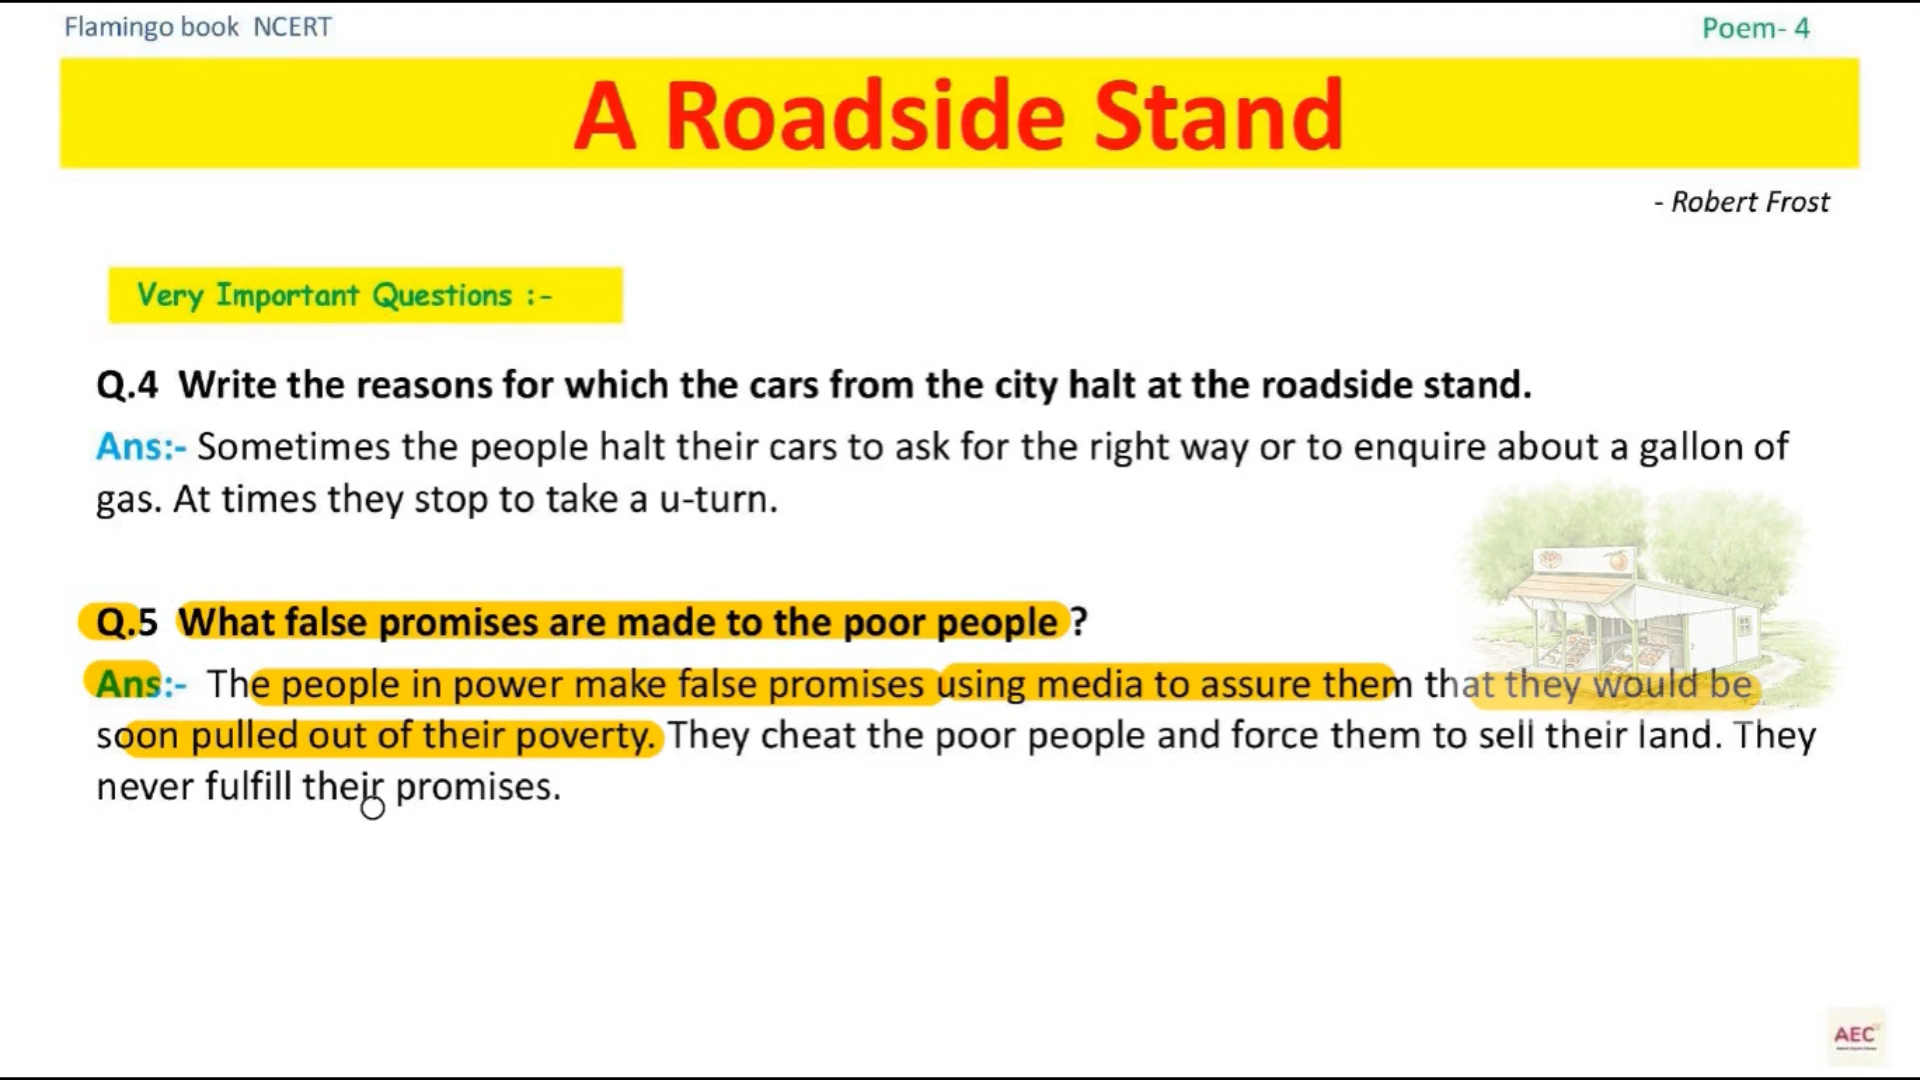 Flamingo book NCERT
Poem- 4
A Roadside Stand
- Robert Frost
Very Important Questions :-
Q.4 Write the reasons for which the cars from the city halt at the roadside stand.
Ans:- Sometimes the people halt their cars to ask for the right way or to enquire about a gallon of
gas. At times they stop to take a u-turn.
Q.5 What false promises are made to the poor people ?
Ans:- The people in power make false promises using media to assure them that they would be
soon pulled out of their poverty. They cheat the poor people and force them to sell their land. They
never fulfill their promises.
AEC